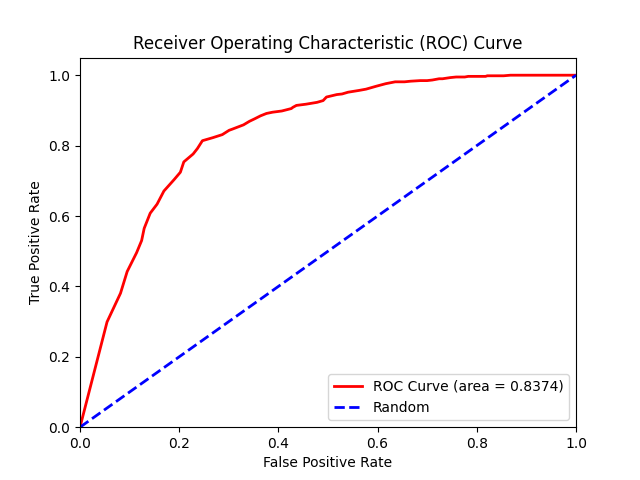 Receiver Operating Characteristic (ROC) Curve
True Positive Rate
1.0
0.8
0.6
0.4
0.2
0.0
ROC Curve (area = 0.8374)
Random
0.0 0.2 0.4 0.6 0.8 1.0
False Positive Rate